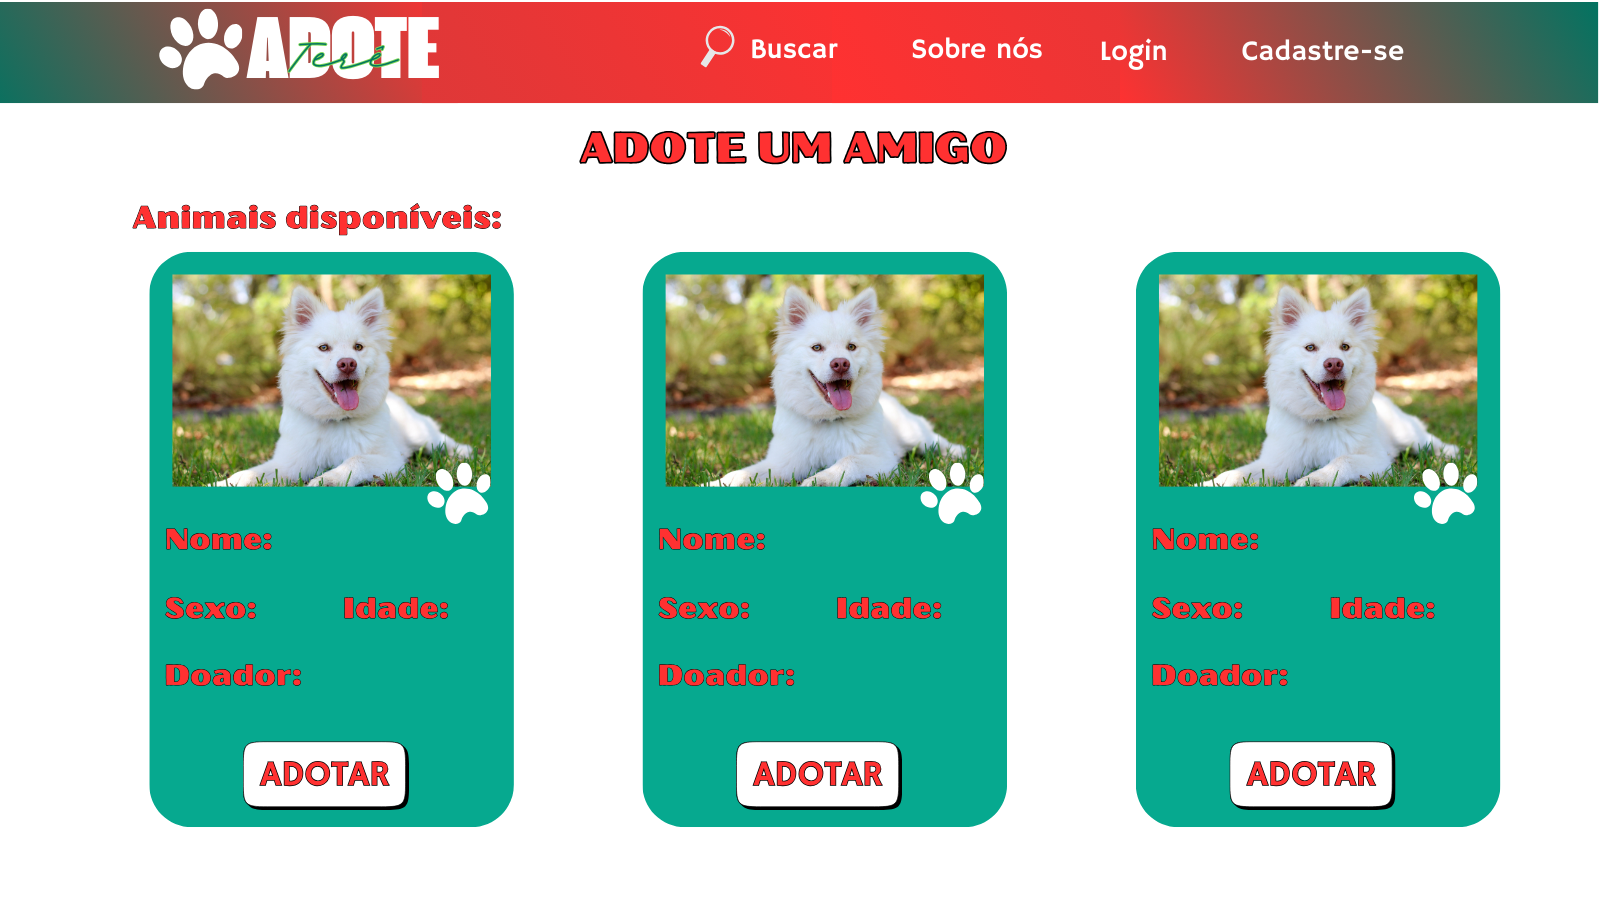 ADOTE
Terê
Buscar Sobre nós Login Cadastre-se
ADOTE UM AMIGO
Animais disponíveis:
Nome:
Sexo: Idade:
Doador:
ADOTAR
Nome:
Sexo: Idade:
Doador:
ADOTAR
Nome:
Sexo: Idade:
Doador:
ADOTAR